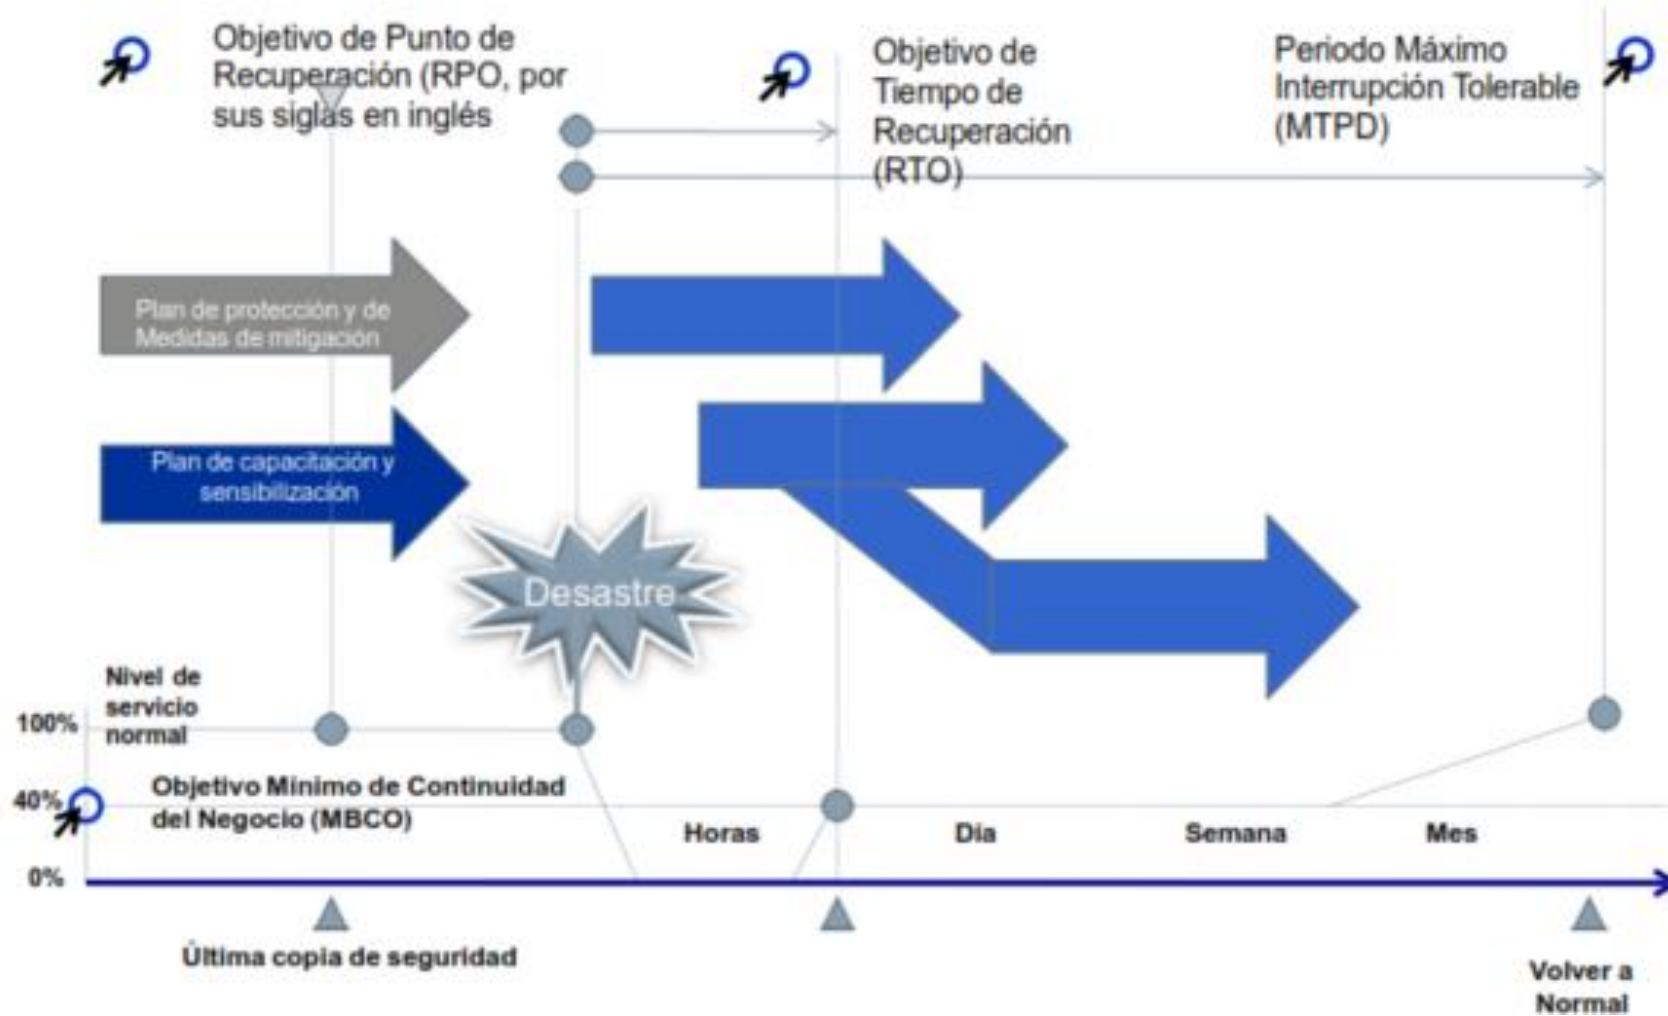 Objetivo de Punto de
Recuperación (RPO, por
sus siglas en inglés
Objetivo de
Tiempo de
Recuperación
(RTO)
Periodo Máximo
Interrupción Tolerable
(MTPD)
Plan de protección y de
Medidas de mitigación
Plan de capacitación y
sensibilización
Desastre
Nivel de
servicio
normal
100%
Objetivo Mínimo de Continuidad
del Negocio (MBCO)
40%
Horas
Día
Semana
Mes
0%
Última copia de seguridad
Volver a
Normal